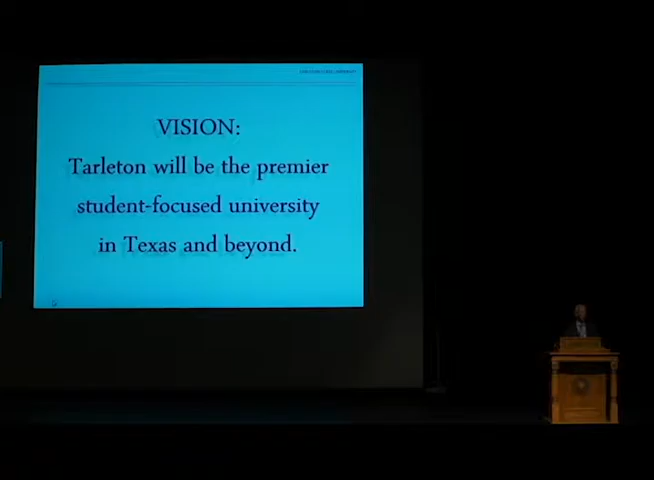 VISION:
Tarleton will be the premier
student-focused university
in Texas and beyond.